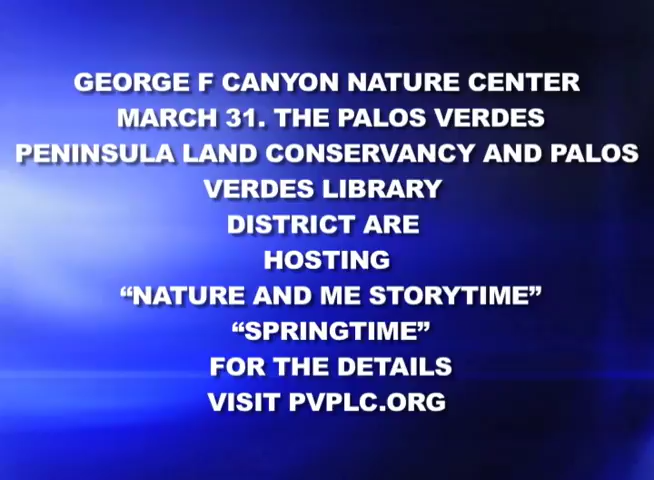 GEORGE F CANYON NATURE CENTER
MARCH 31. THE PALOS VERDES
PENINSULA LAND CONSERVANCY AND PALOS
VERDES LIBRARY
DISTRICT ARE
HOSTING
“NATURE AND ME STORYTIME”
“SPRINGTIME”
FOR THE DETAILS
VISIT PVPLC.ORG